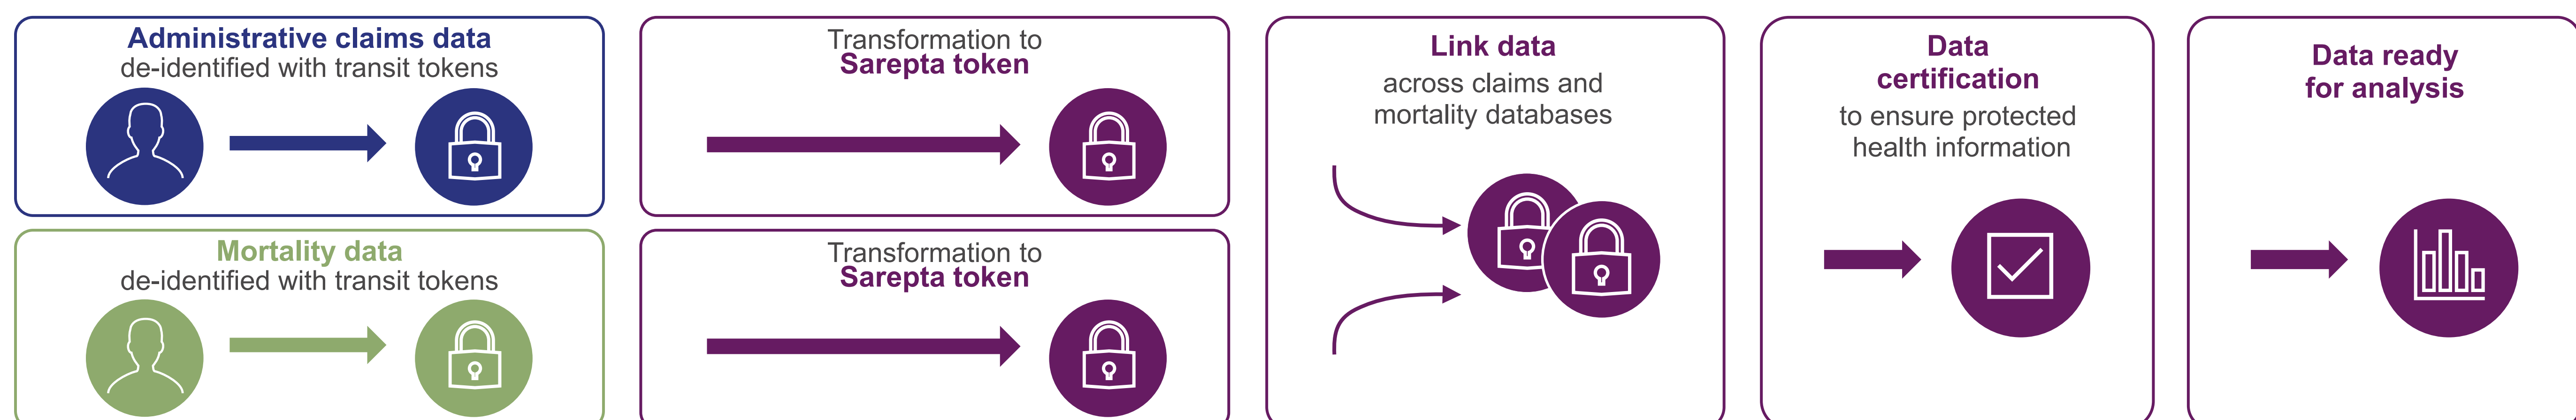 Administrative claims data
de-identified with transit tokens
Mortality data
de-identified with transit tokens
Transformation to
Sarepta token
Transformation to
Sarepta token
Link data
across claims and
mortality databases
Data
certification
to ensure protected
health information
Data ready
for analysis